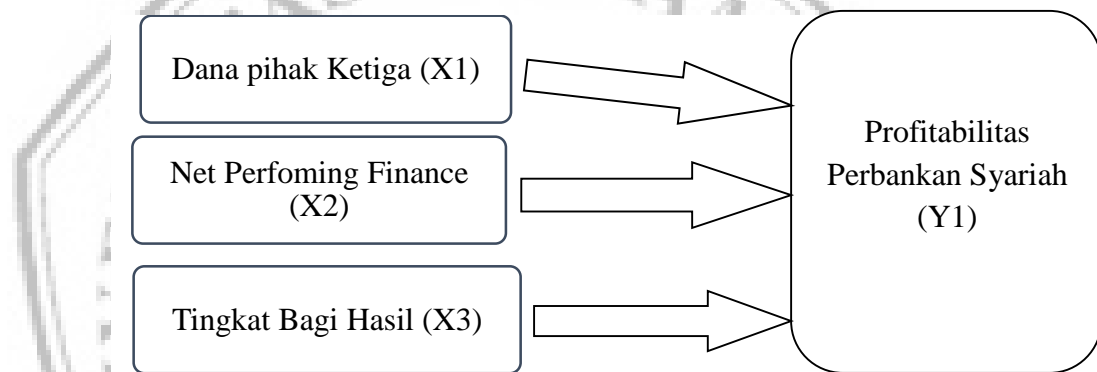 Dana pihak Ketiga (X1)
Net Perfoming Finance
(X2)
Tingkat Bagi Hasil (X3)
Profitabilitas
Perbankan Syariah
(Y1)